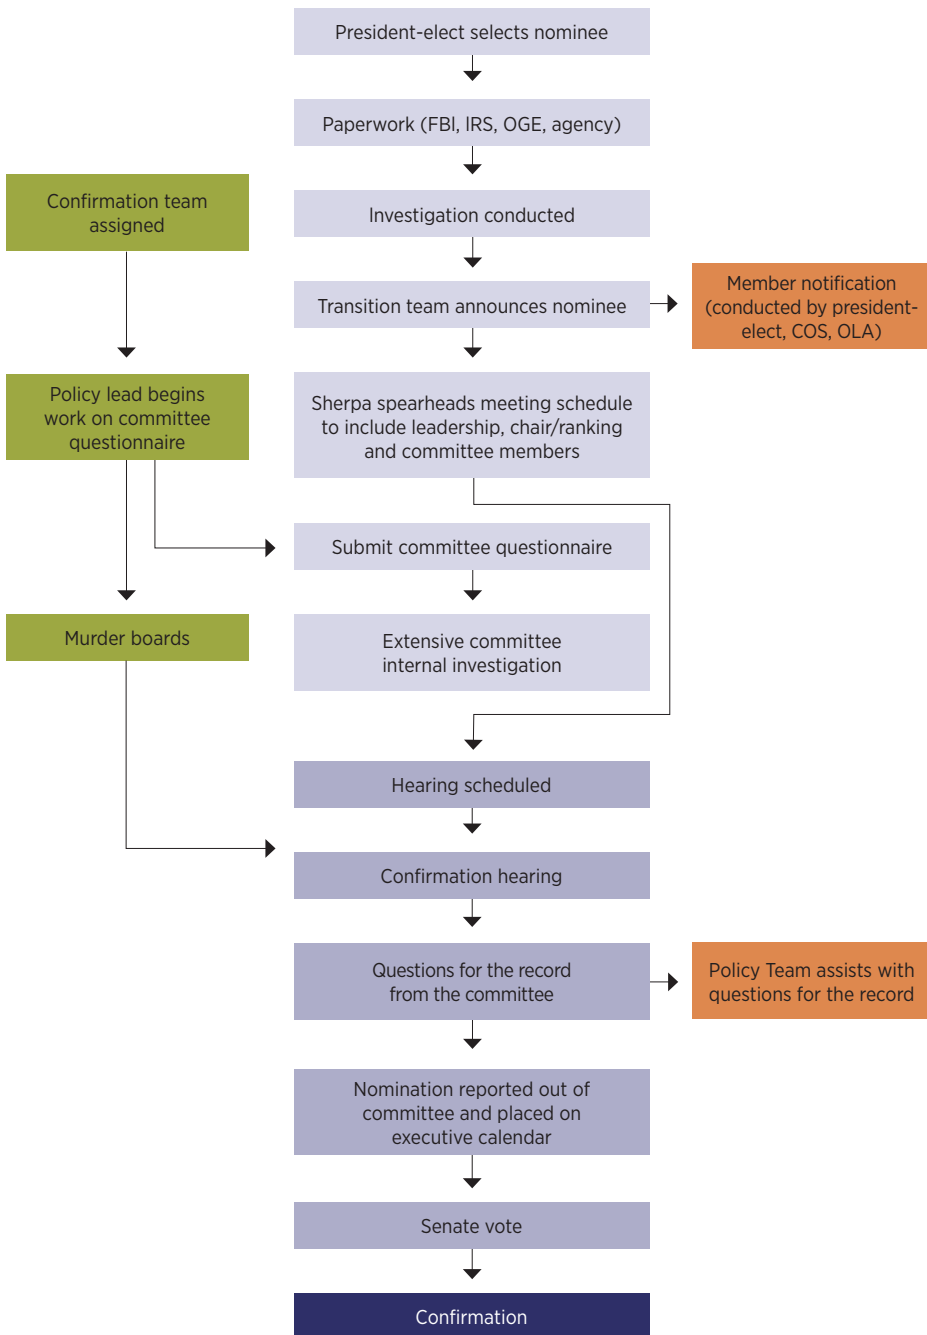 President-elect selects nominee
Paperwork (FBI, IRS, OGE, agency)
Confirmation team
assigned
Investigation conducted
Transition team announces nominee
Member notification
(conducted by president-
elect, COS, OLA)
Policy lead begins
work on committee
questionnaire
Sherpa spearheads meeting schedule
to include leadership, chair/ranking
and committee members
Submit committee questionnaire
Murder boards
Extensive committee
internal investigation
Hearing scheduled
Confirmation hearing
Questions for the record
from the committee
Policy Team assists with
questions for the record
Nomination reported out of
committee and placed on
executive calendar
Senate vote
Confirmation